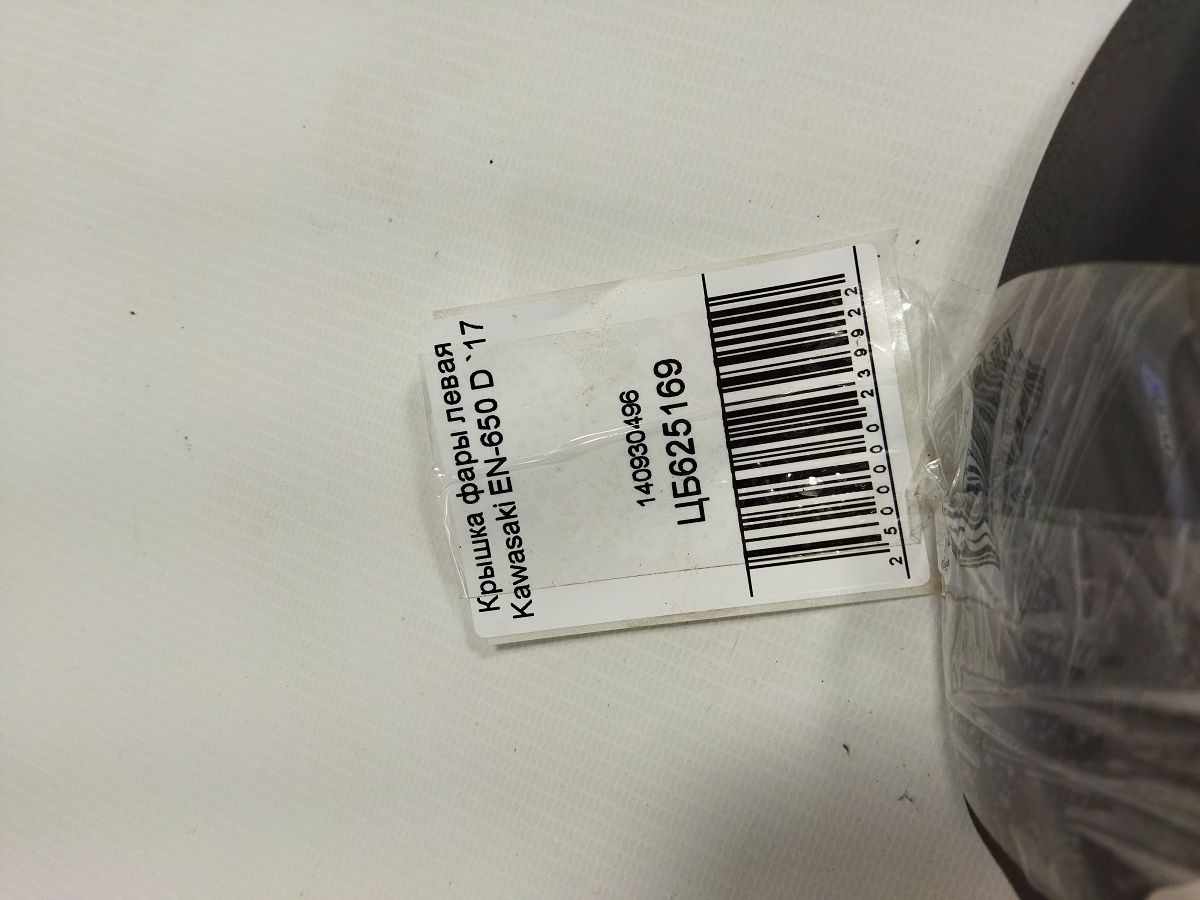 Крышка фары левая
Kawasaki EN-650 D `17
140930496
ЦБ625169
2500000239922